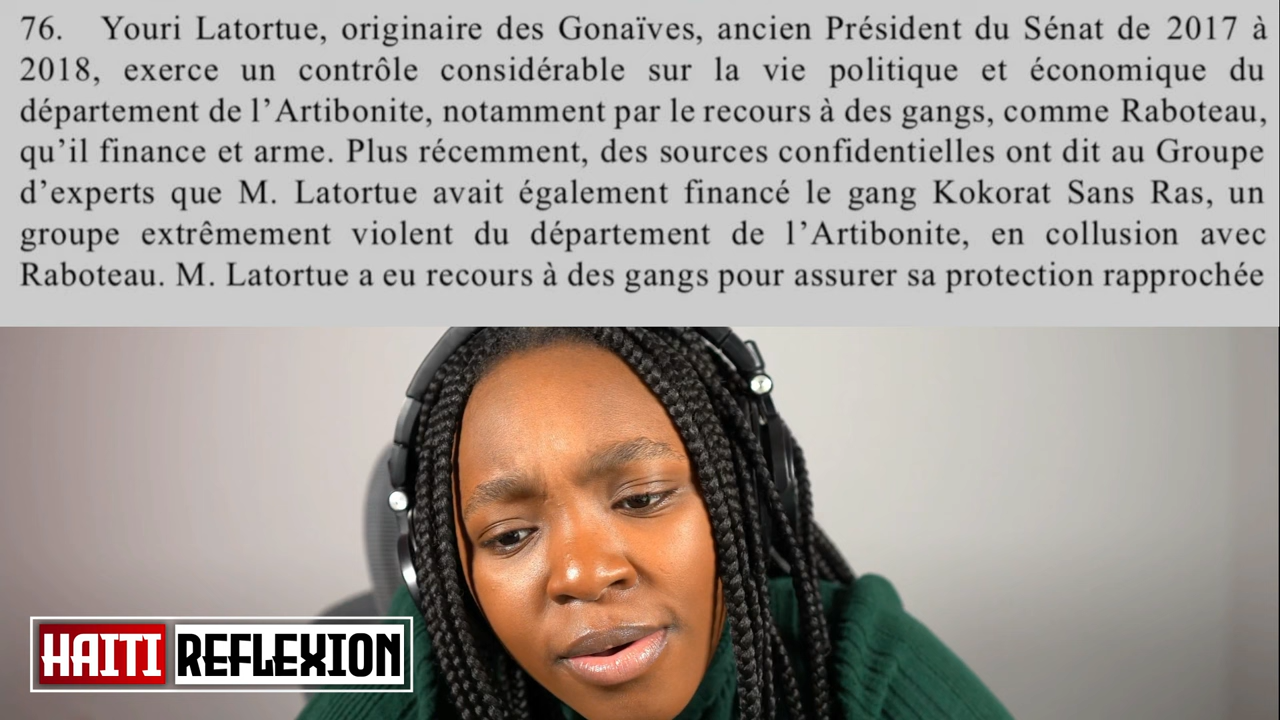 76. Youri Latortue, originaire des Gonaïves, ancien Président du Sénat de 2017 à
2018, exerce un contrôle considérable sur la vie politique et économique du
département de l’Artibonite, notamment par le recours à des gangs, comme Raboteau,
qu’il finance et arme. Plus récemment, des sources confidentielles ont dit au Groupe
d’experts que M. Latortue avait également financé le gang Kokorat Sans Ras, un
groupe extrêmement violent du département de l’Artibonite, en collusion avec
Raboteau. M. Latortue a eu recours à des gangs pour assurer sa protection rapprochée
HAITI REFLEXION